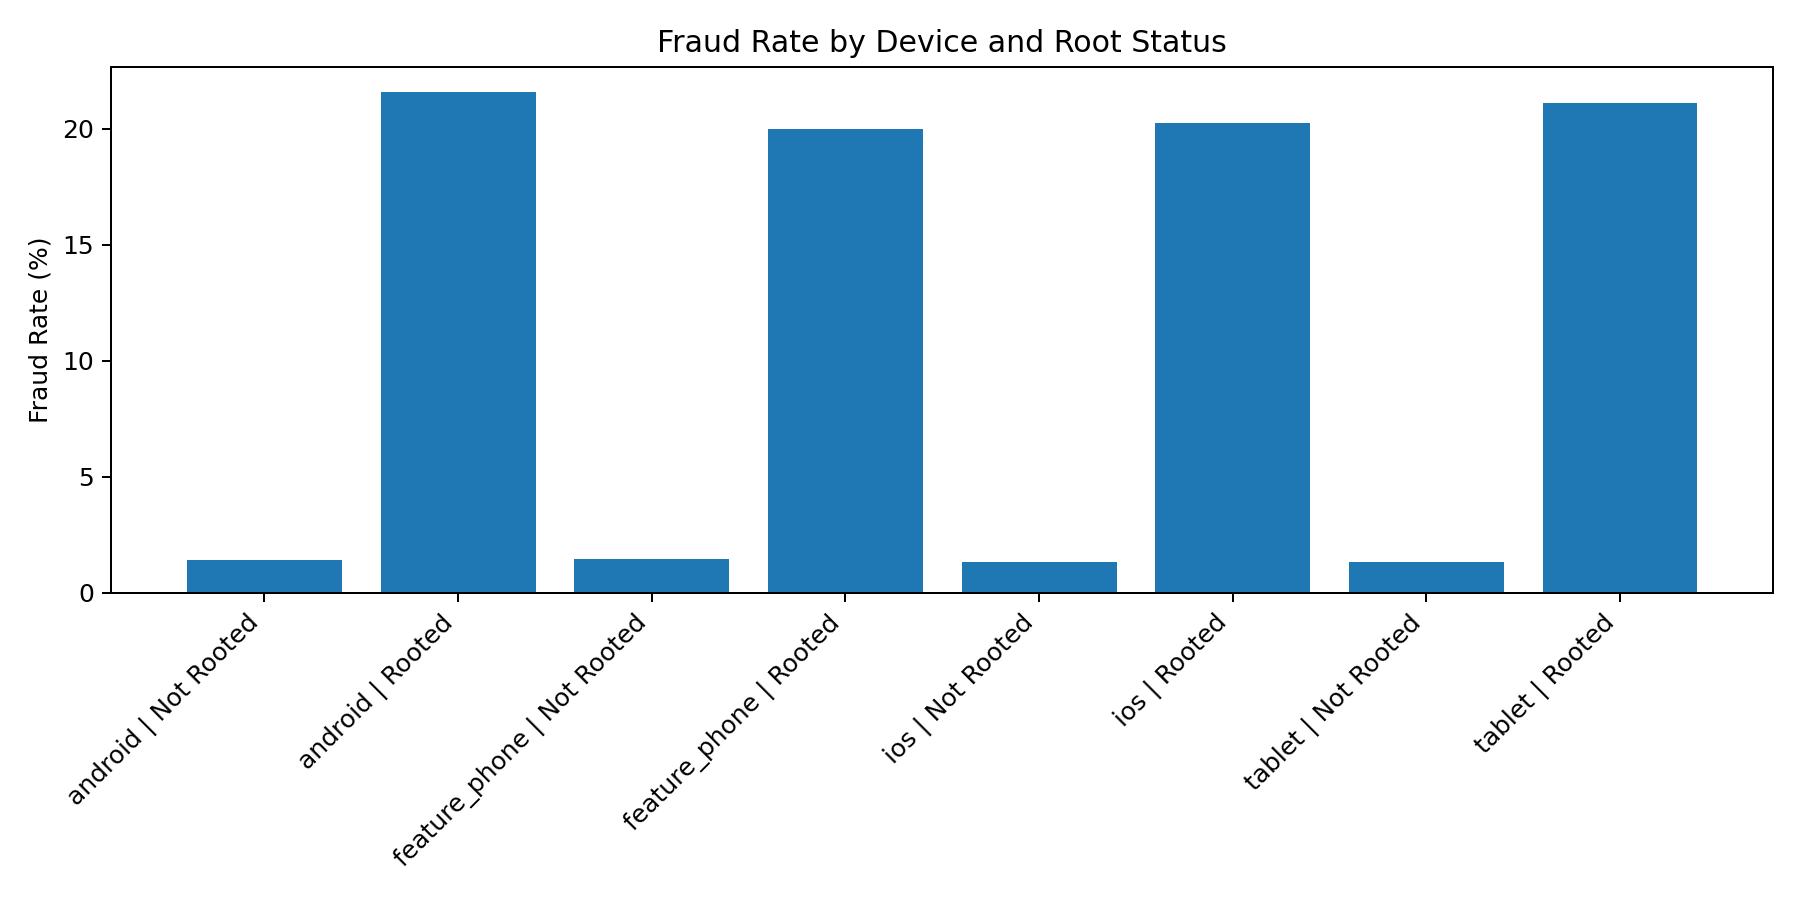 Fraud Rate by Device and Root Status
Fraud Rate (%)
20
15
10
5
0
android | Not Rooted
android | Rooted
feature_phone | Not Rooted
feature_phone | Rooted
ios | Not Rooted
ios | Rooted
tablet | Not Rooted
tablet | Rooted